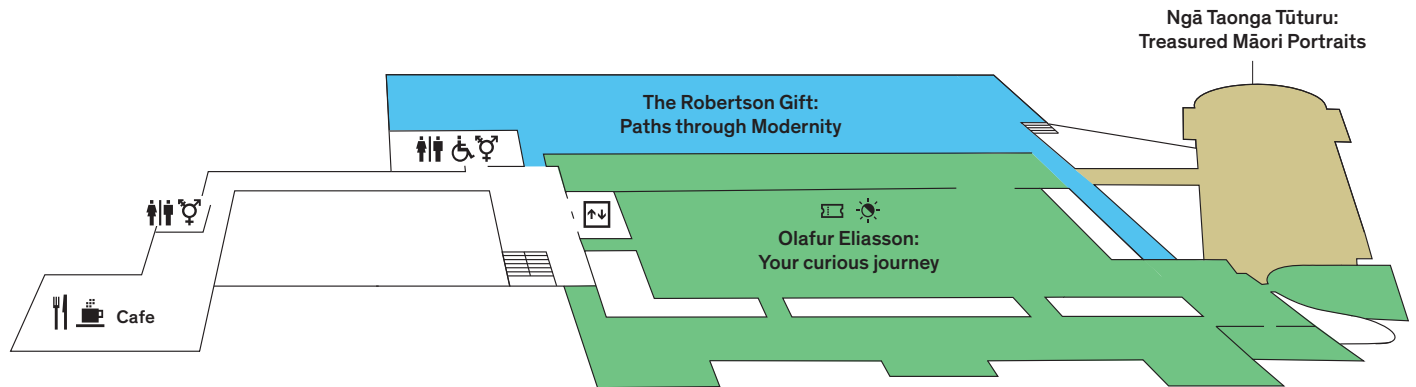 Ngā Taonga Tūturu:
Treasured Māori Portraits
The Robertson Gift:
Paths through Modernity
Olafur Eliasson:
Your curious journey
Cafe